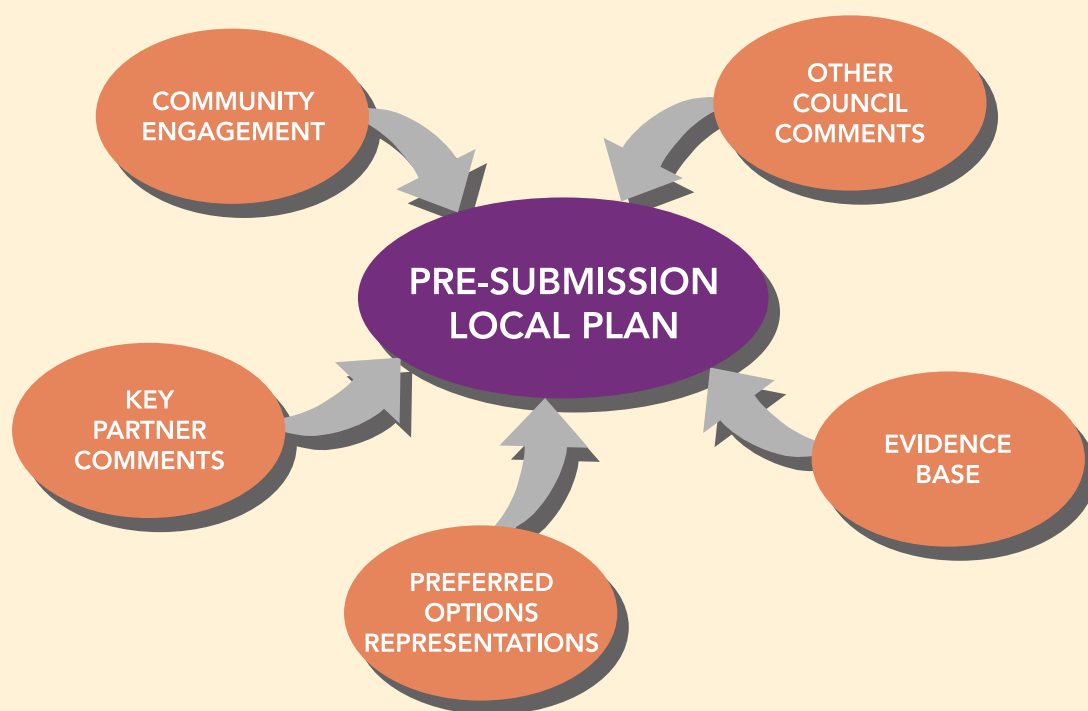 COMMUNITY
ENGAGEMENT
OTHER
COUNCIL
COMMENTS
PRE-SUBMISSION
LOCAL PLAN
KEY
PARTNER
COMMENTS
EVIDENCE
BASE
PREFERRED
OPTIONS
REPRESENTATIONS